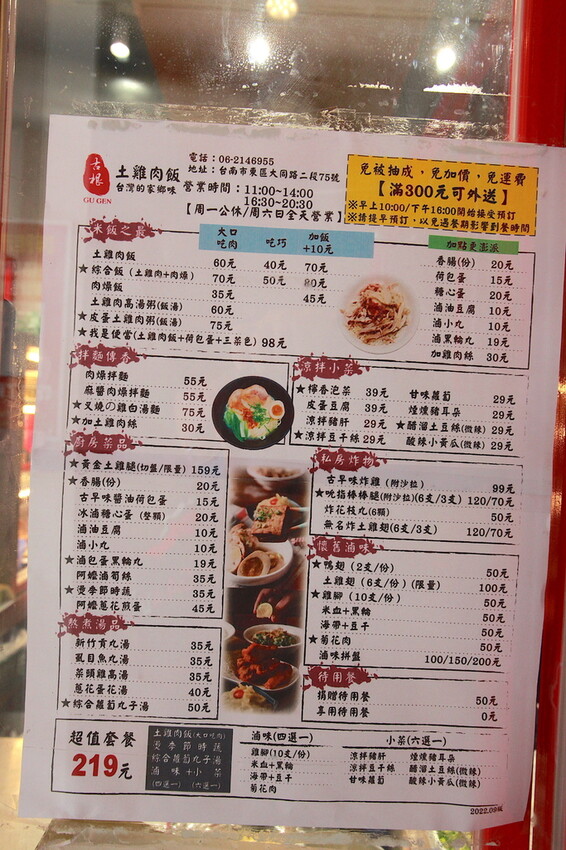 古根
GU GEN
土雞肉飯
台灣的家鄉味
電話：06-2146955
地址：台南市東區大同路二段75號
營業時間：11:00~14:00
16:30~20:30
【周一公休/周六日全天營業】
免被抽成，免加價，免運費
【滿300元可外送】
※早上10:00/下午16:00開始接受預訂
※請提早預訂，以免過餐期影響到餐時間
米飯之最
大口吃肉 吃巧 加飯+10元
土雞肉飯 60元 40元 70元
★綜合飯(土雞肉+肉燥) 70元 50元 80元
肉燥飯 35元 45元
土雞肉高湯粥(飯湯) 60元
★皮蛋土雞肉粥(飯湯) 75元
★我是便當(土雞肉飯+荷包蛋+三菜色) 98元
加點更澎派
香腸(份) 20元
荷包蛋 15元
糖心蛋 20元
滷油豆腐 10元
滷小丸 10元
滷黑輪丸 19元
加雞肉絲 30元
拌麵傳香
肉燥拌麵 55元
麻醬肉燥拌麵 55元
★叉燒の雞白湯麵 75元
★加土雞肉絲 30元
涼拌小菜
★檸香泡菜 39元
皮蛋豆腐 39元
涼拌豬肝 29元
★涼拌豆干絲 29元
甘味蘿蔔 29元
煙燻豬耳朵 29元
★醋溜土豆絲(微辣) 29元
酸辣小黃瓜(微辣) 29元
廚房菜品
★黃金土雞腿(切盤/限量) 159元
★香腸(份) 20元
古早味醬油荷包蛋 15元
冰滷糖心蛋(整顆) 20元
滷油豆腐 10元
滷小丸 10元
★滷包蛋黑輪丸 19元
阿嬤滷筍絲 35元
★燙季節時蔬 35元
阿嬤蔥花煎蛋 45元
私房炸物
古早味炸雞(附沙拉) 99元
★吮指棒棒腿(附沙拉)(6支/3支) 120/70元
炸花枝丸(6顆) 50元
無名炸土雞翅(6支/3支) 120/70元
懷舊滷味
★鴨翅(2支/份) 50元
土雞翅(6支/份)(限量) 100元
★雞腳(10支/份) 50元
米血+黑輪 50元
海帶+豆干 50元
★菊花肉 50元
滷味拼盤 100/150/200元
熬煮湯品
新竹貢丸湯 35元
虱目魚丸湯 35元
菜頭雞高湯 35元
蔥花蛋花湯 40元
★綜合蘿蔔丸子湯 50元
待用餐
捐贈待用餐 50元
享用待用餐 0元
超值套餐
219元
土雞肉飯(大口吃肉)
燙季節時蔬
綜合蘿蔔丸子湯
滷味+小菜
(四選一) (六選一)
滷味(四選一)
雞腳(10支/份)
米血+黑輪
海帶+豆干
菊花肉
小菜(六選一)
涼拌豬肝 煙燻豬耳朵
涼拌豆干絲 醋溜土豆絲(微辣)
甘味蘿蔔 酸辣小黃瓜(微辣)
2022.09版